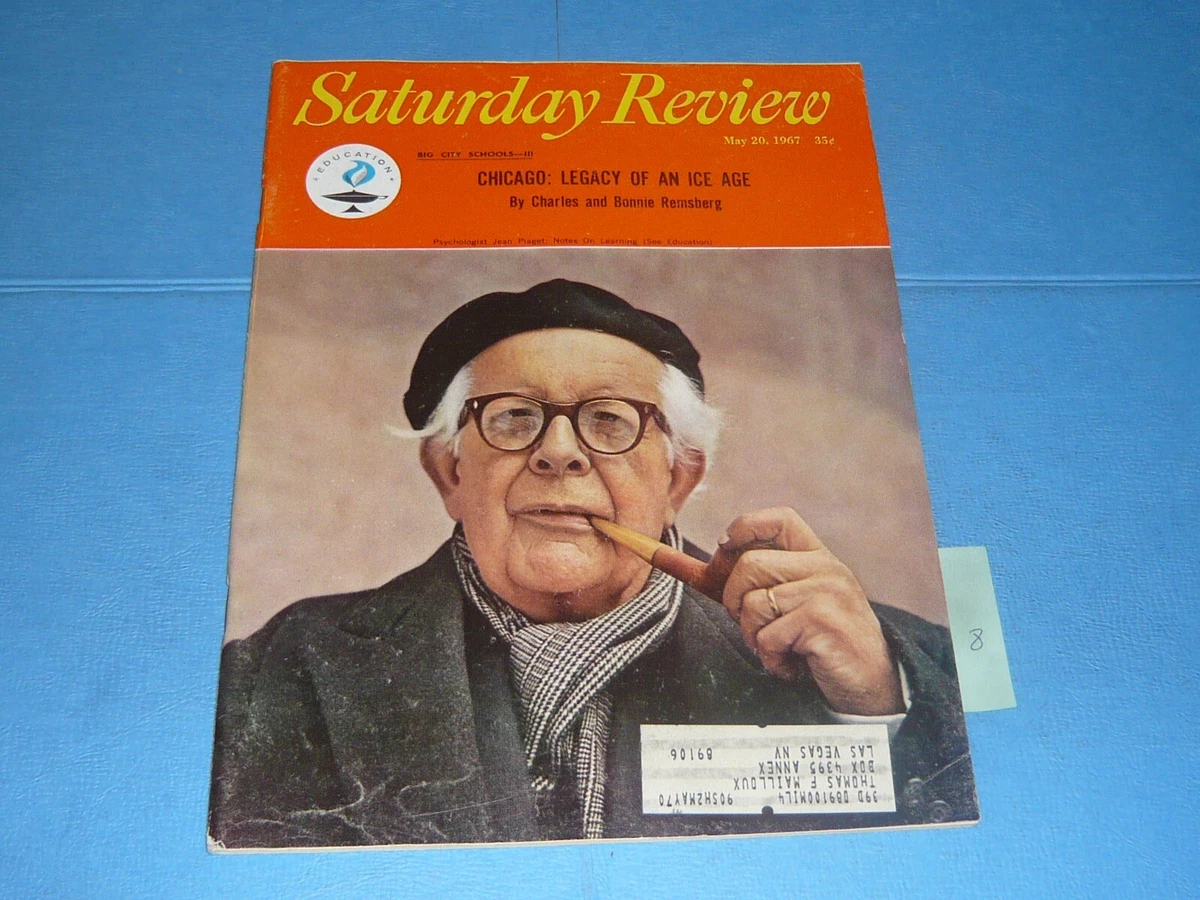 Saturday Review
May 20, 1967 35¢
EDUCATION
BIG CITY SCHOOLS—III
CHICAGO: LEGACY OF AN ICE AGE
By Charles and Bonnie Remsberg
Psychologist Jean Piaget: Notes On Learning (See Education)
8
39D DB9100MIL4 90SH2MAY70
THOMAS F MAILLOUX
BOX 4395 ANNEX
LAS VEGAS NV 89106